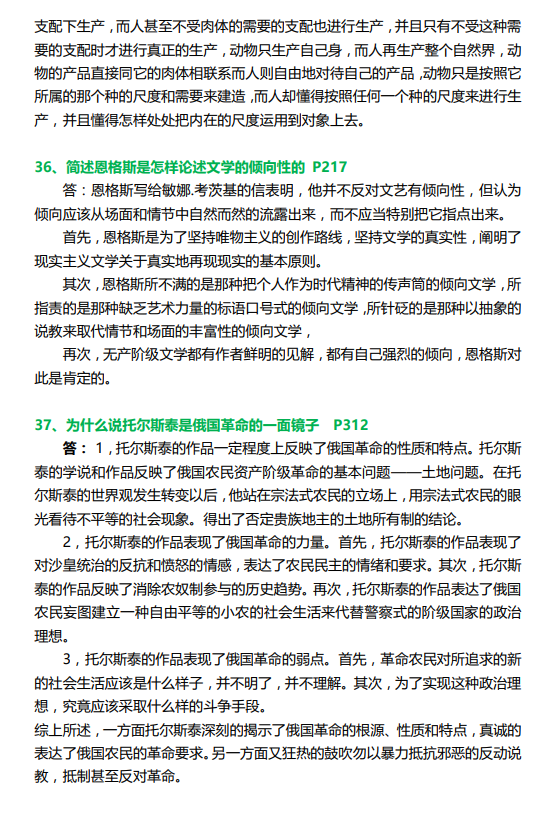 支配下生产，而人甚至不受肉体的需要的支配也进行生产，并且只有不受这种需
要的支配时才进行真正的生产，动物只生产自己身，而人再生产整个自然界，动
物的产品直接同它的肉体相联系而人则自由地对待自己的产品，动物只是按照它
所属的那个种的尺度和需要来建造，而人却懂得按照任何一个种的尺度来进行生
产，并且懂得怎样处处把内在的尺度运用到对象上去。
36、简述恩格斯是怎样论述文学的倾向性的 P217
答：恩格斯写给敏娜.考茨基的信表明，他并不反对文艺有倾向性，但认为
倾向应该从场面和情节中自然而然的流露出来，而不应当特别把它指点出来。
首先，恩格斯是为了坚持唯物主义的创作路线，坚持文学的真实性，阐明了
现实主义文学关于真实地再现现实的基本原则。
其次，恩格斯所不满的是那种把个人作为时代精神的传声筒的倾向文学，所
指责的是那种缺乏艺术力量的标语口号式的倾向文学，所针砭的是那种以抽象的
说教来取代情节和场面的丰富性的倾向文学，
再次，无产阶级文学都有作者鲜明的见解，都有自己强烈的倾向，恩格斯对
此是肯定的。
37、为什么说托尔斯泰是俄国革命的一面镜子 P312
答：1，托尔斯泰的作品一定程度上反映了俄国革命的性质和特点。托尔斯
泰的学说和作品反映了俄国农民资产阶级革命的基本问题——土地问题。在托
尔斯泰的世界观发生转变以后，他站在宗法式农民的立场上，用宗法式农民的眼
光看待不平等的社会现象。得出了否定贵族地主的土地所有制的结论。
2，托尔斯泰的作品表现了俄国革命的力量。首先，托尔斯泰的作品表现了
对沙皇统治的反抗和愤怒的情感，表达了农民民主的情绪和要求。其次，托尔斯
泰的作品反映了消除农奴制参与的历史趋势。再次，托尔斯泰的作品表达了俄国
农民妄图建立一种自由平等的小农的社会生活来代替警察式的阶级国家的政治
理想。
3，托尔斯泰的作品表现了俄国革命的弱点。首先，革命农民对所追求的新
的社会生活应该是什么样子，并不明了，并不理解。其次，为了实现这种政治理
想，究竟应该采取什么样的斗争手段。
综上所述，一方面托尔斯泰深刻的揭示了俄国革命的根源、性质和特点，真诚的
表达了俄国农民的革命要求。另一方面又狂热的鼓吹勿以暴力抵抗邪恶的反动说
教，抵制甚至反对革命。